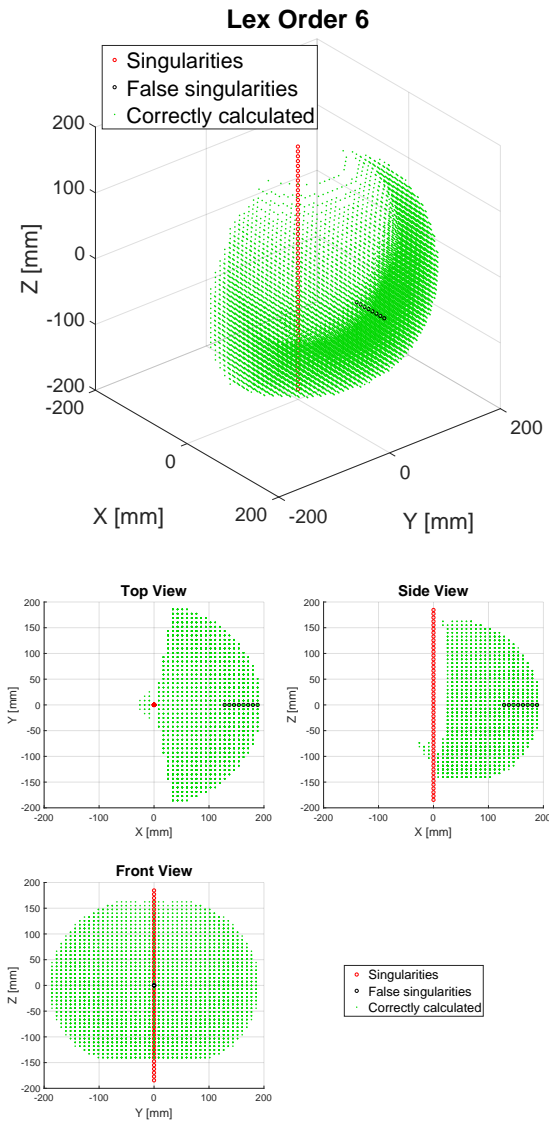 Lex Order 6
Singularities
False singularities
Correctly calculated
200
100
0
-100
-200
Z [mm]
-200
0
200
X [mm]
-200
0
200
Y [mm]
Top View
200
150
100
50
0
-50
-100
-150
-200
Y [mm]
-200 -100 0 100 200
X [mm]
Side View
200
150
100
50
0
-50
-100
-150
-200
Z [mm]
-200 -100 0 100 200
X [mm]
Front View
200
150
100
50
0
-50
-100
-150
-200
Z [mm]
-200 -100 0 100 200
Y [mm]
Singularities
False singularities
Correctly calculated